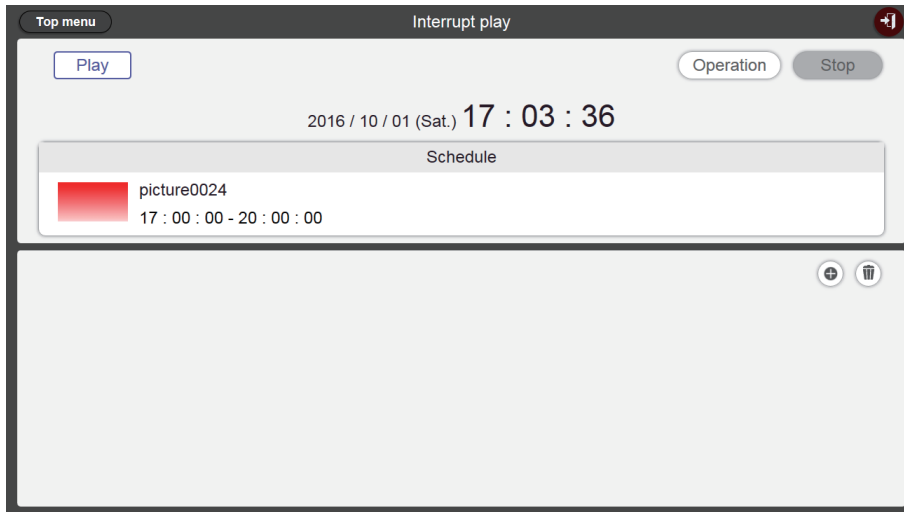 Top menu
Interrupt play
Play
Operation
Stop
2016 / 10 / 01 (Sat.) 17 : 03 : 36
Schedule
picture0024
17 : 00 : 00 - 20 : 00 : 00